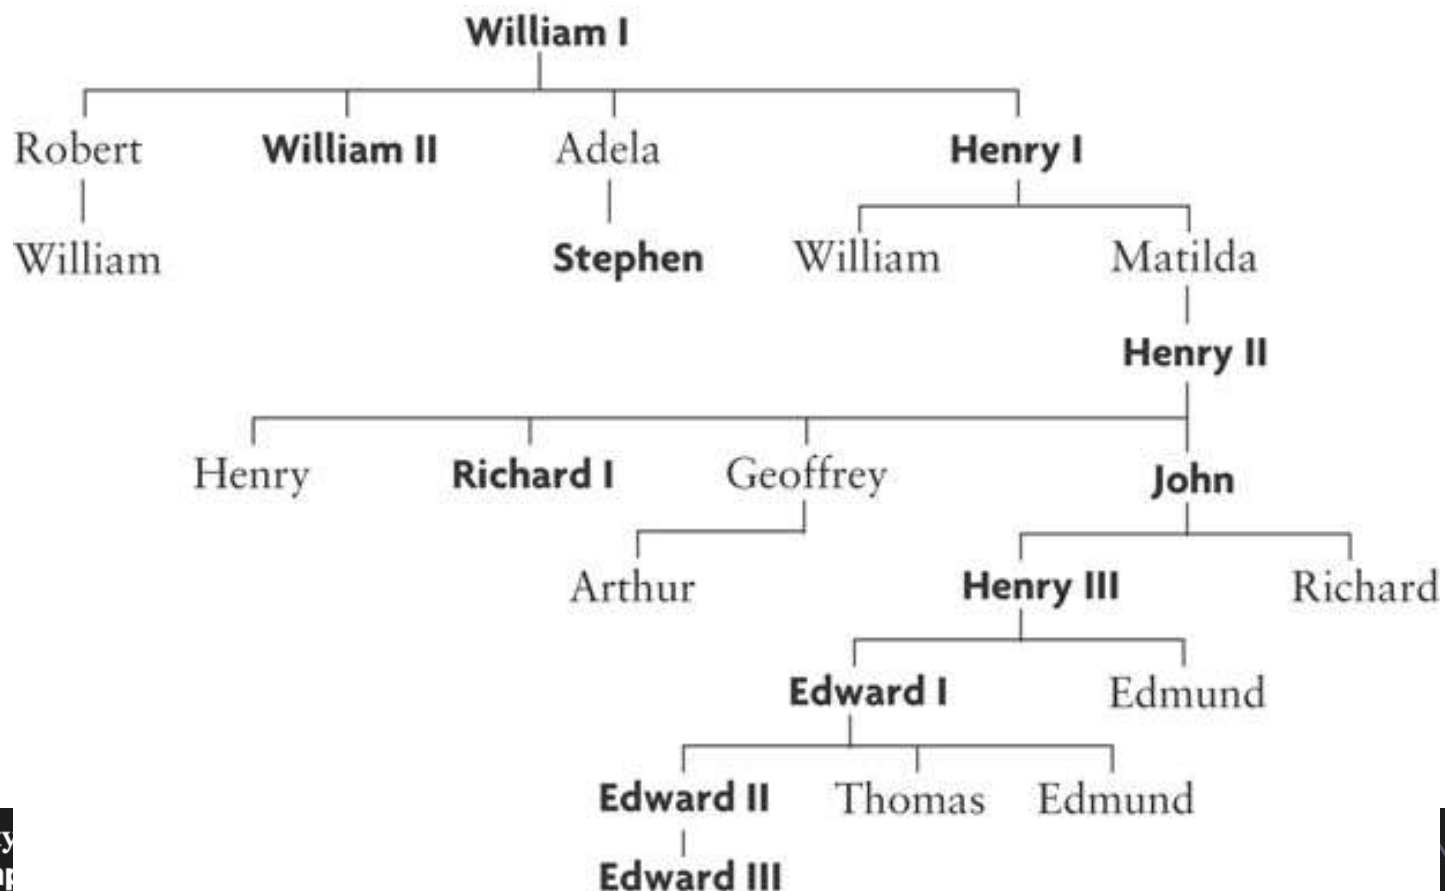 William I
Robert William II Adela Henry I
William Stephen William Matilda
Henry II
Henry Richard I Geoffrey John
Arthur Henry III Richard
Edward I Edmund
Edward II Thomas Edmund
Edward III